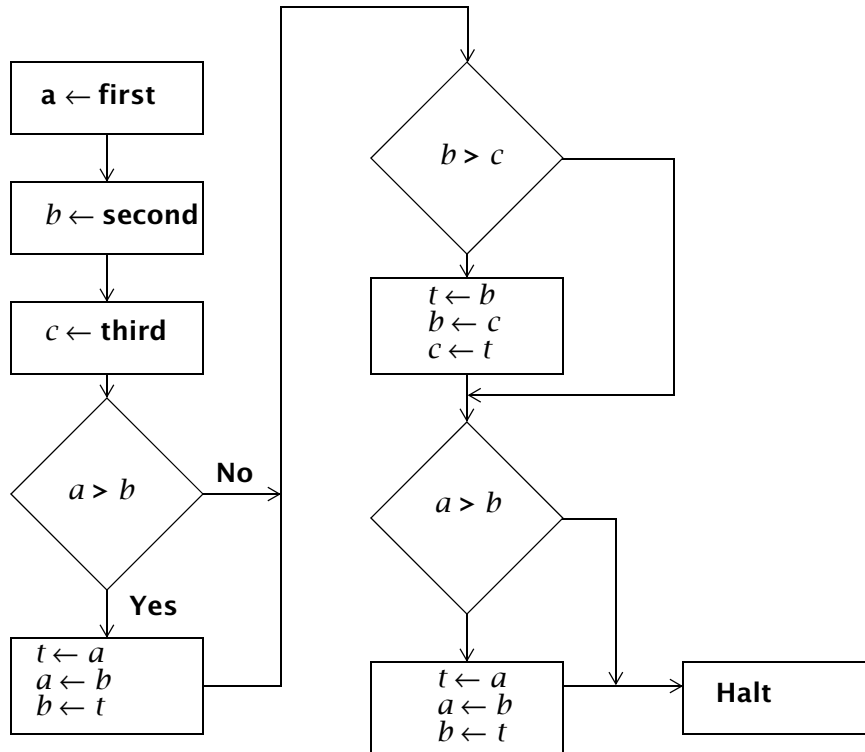 a ← first
b ← second
c ← third
a > b
No
Yes
t ← a
a ← b
b ← t
b > c
t ← b
b ← c
c ← t
a > b
t ← a
a ← b
b ← t
Halt